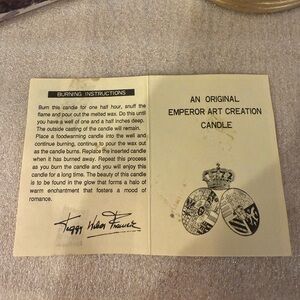 BURNING INSTRUCTIONS
Burn this candle for one half hour, snuff the
flame and pour out the melted wax. Do this until you
have a well of one and a half inches deep.
The outside casting of the candle will remain.
Place a foodwarming candle into the well and
continue burning, continue to pour the wax out
as the candle burns. Replace the inserted candle
when it has burned away. Repeat this process
as you burn the candle and you will enjoy this
candle for a long time. The beauty of this candle
is to be found in the glow that forms a halo of
warm enchantment that fosters a mood of
romance.
AN ORIGINAL
EMPEROR ART CREATION
CANDLE